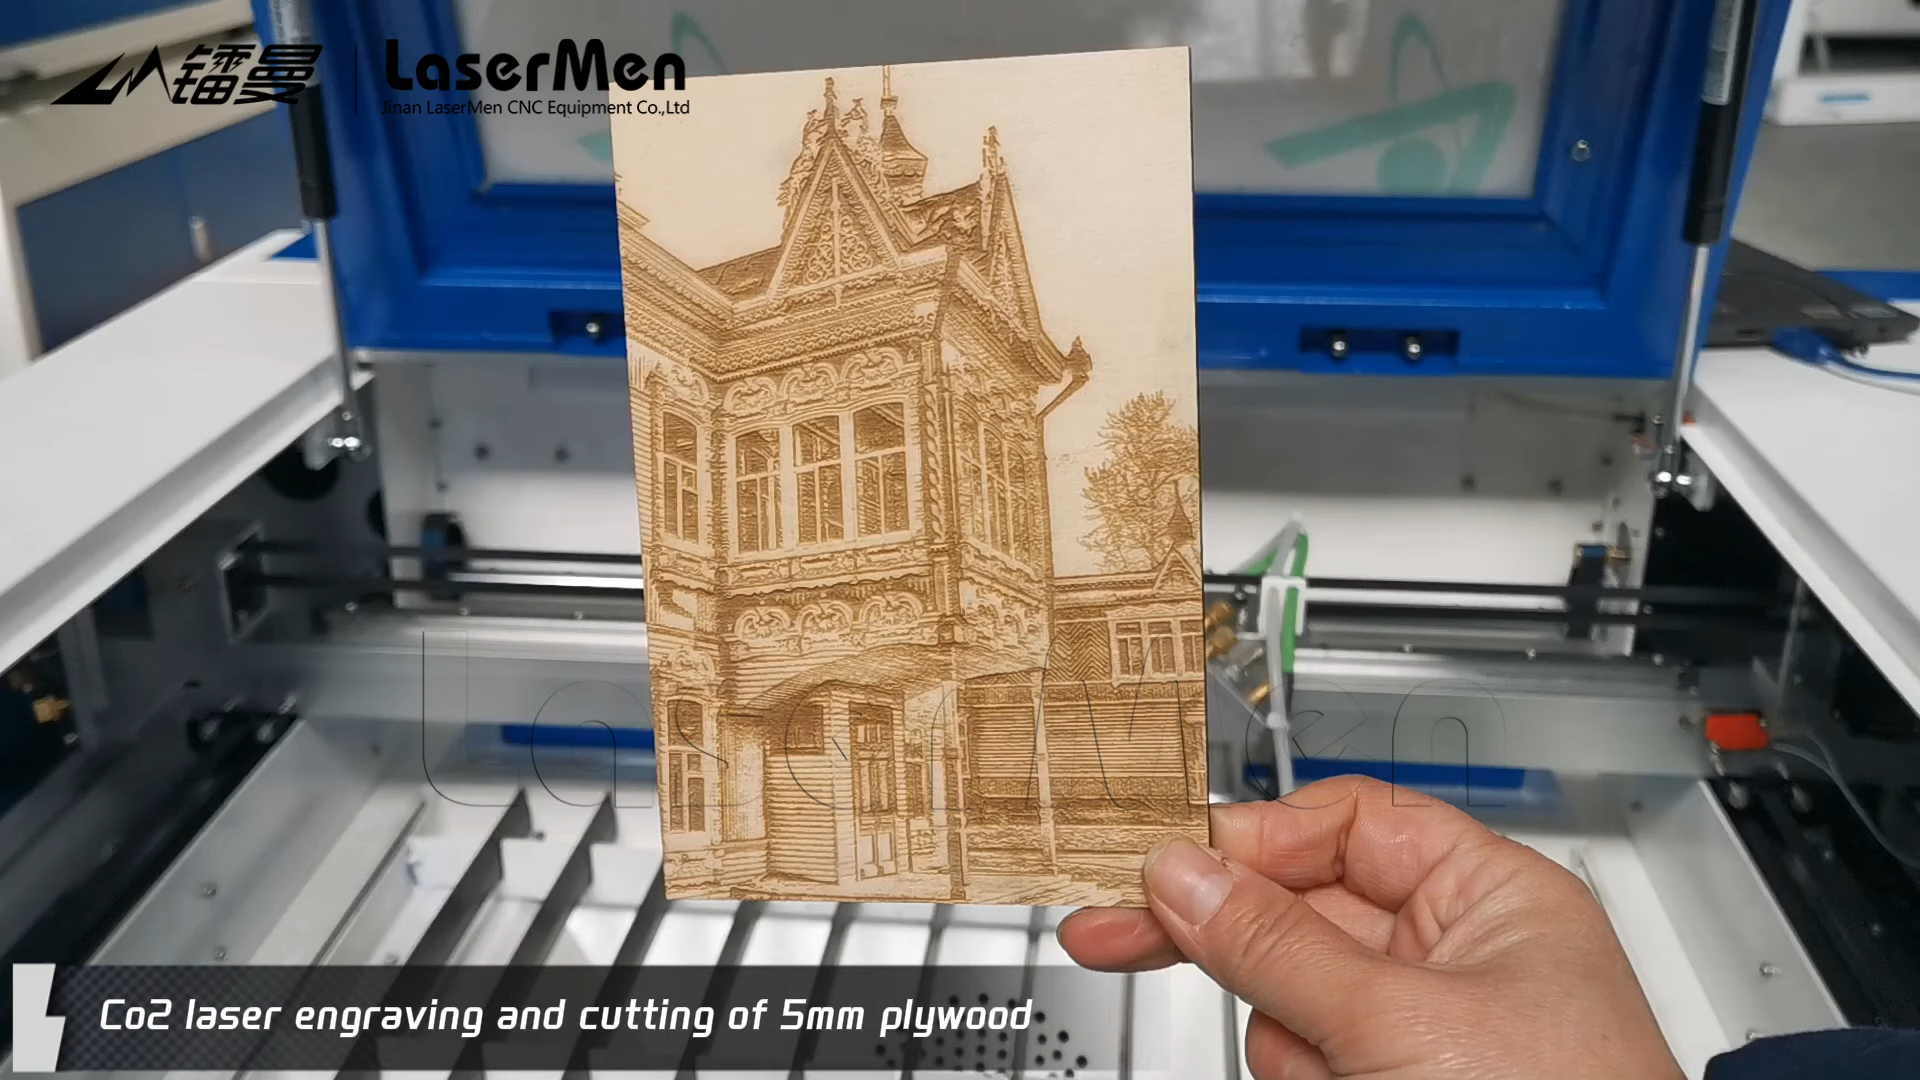 镭曼
LaserMen
Jinan LaserMen CNC Equipment Co.,Ltd
LaserMen
Co2 laser engraving and cutting of 5mm plywood